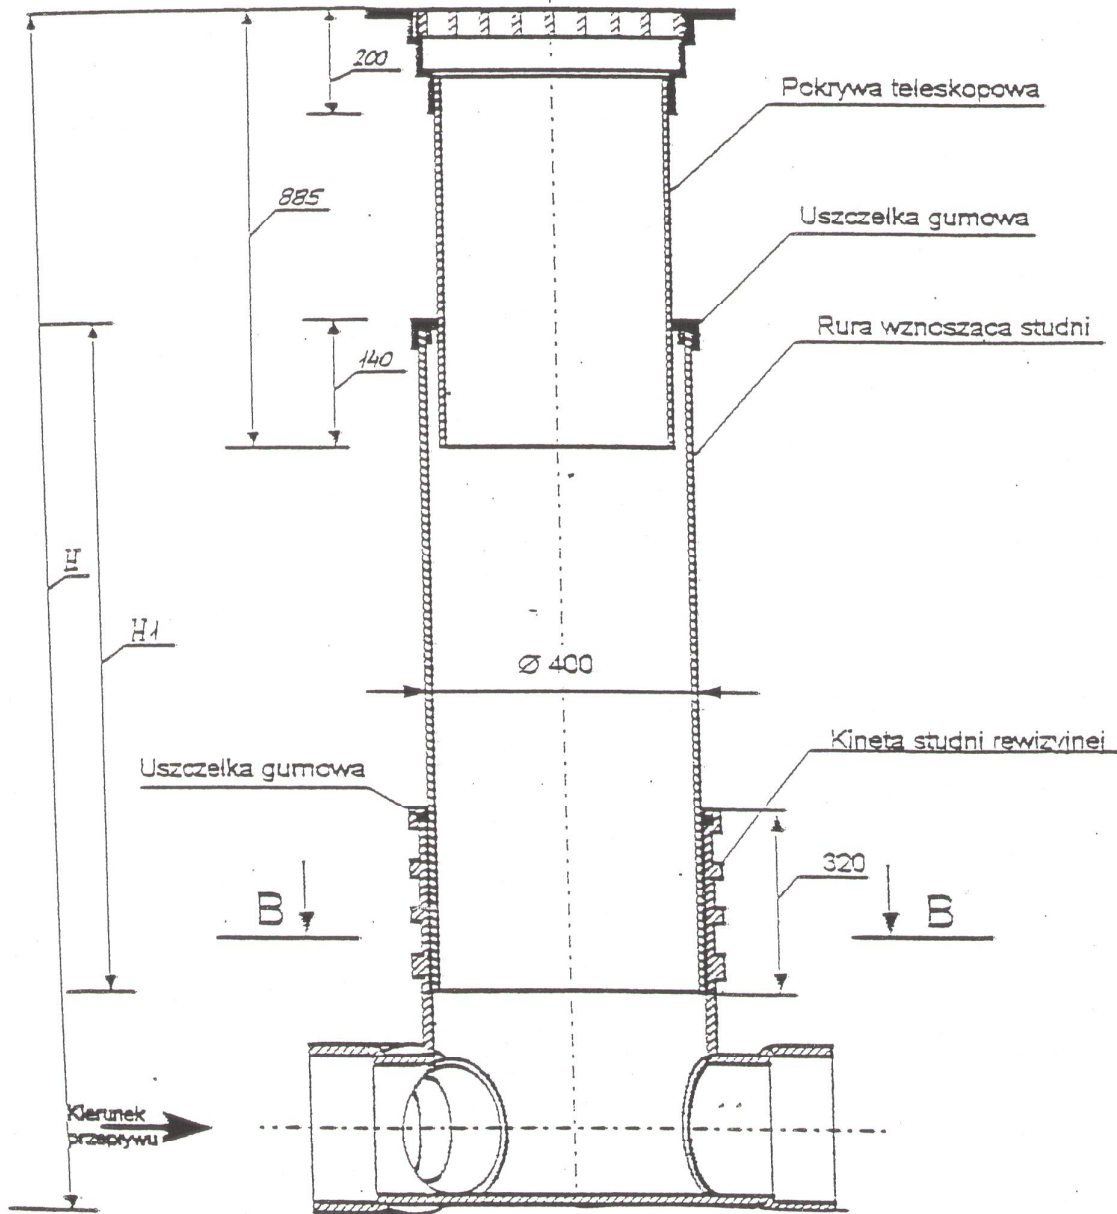 200
Pokrywa teleskopowa
885
Uszczelka gumowa
Rura wznosząca studni
140
H
H1
Ø 400
Kineta studni rewizyjnej
Uszczelka gumowa
320
B
B
Kierunek
przepływu